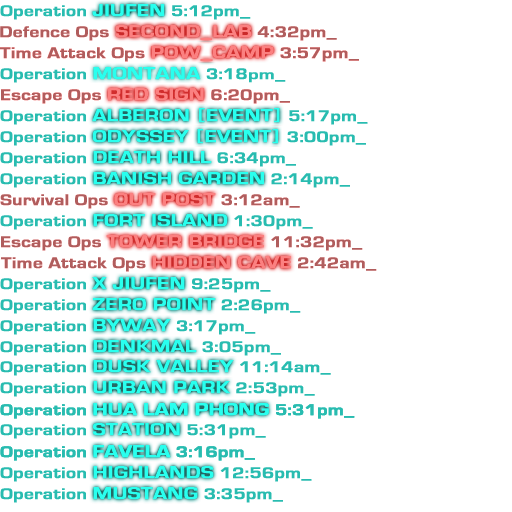 Operation JIUFEN 5:12pm_
Defence Ops SECOND_LAB 4:32pm_
Time Attack Ops POW_CAMP 3:57pm_
Operation MONTANA 3:18pm_
Escape Ops RED SIGN 6:20pm_
Operation ALBERON [EVENT] 5:17pm_
Operation ODYSSEY [EVENT] 3:00pm_
Operation DEATH HILL 6:34pm_
Operation BANISH GARDEN 2:14pm_
Survival Ops OUT POST 3:12am_
Operation FORT ISLAND 1:30pm_
Escape Ops TOWER BRIDGE 11:32pm_
Time Attack Ops HIDDEN CAVE 2:42am_
Operation X JIUFEN 9:25pm_
Operation ZERO POINT 2:26pm_
Operation BYWAY 3:17pm_
Operation DENKMAL 3:05pm_
Operation DUSK VALLEY 11:14am_
Operation URBAN PARK 2:53pm_
Operation HUA LAM PHONG 5:31pm_
Operation STATION 5:31pm_
Operation FAVELA 3:16pm_
Operation HIGHLANDS 12:56pm_
Operation MUSTANG 3:35pm_